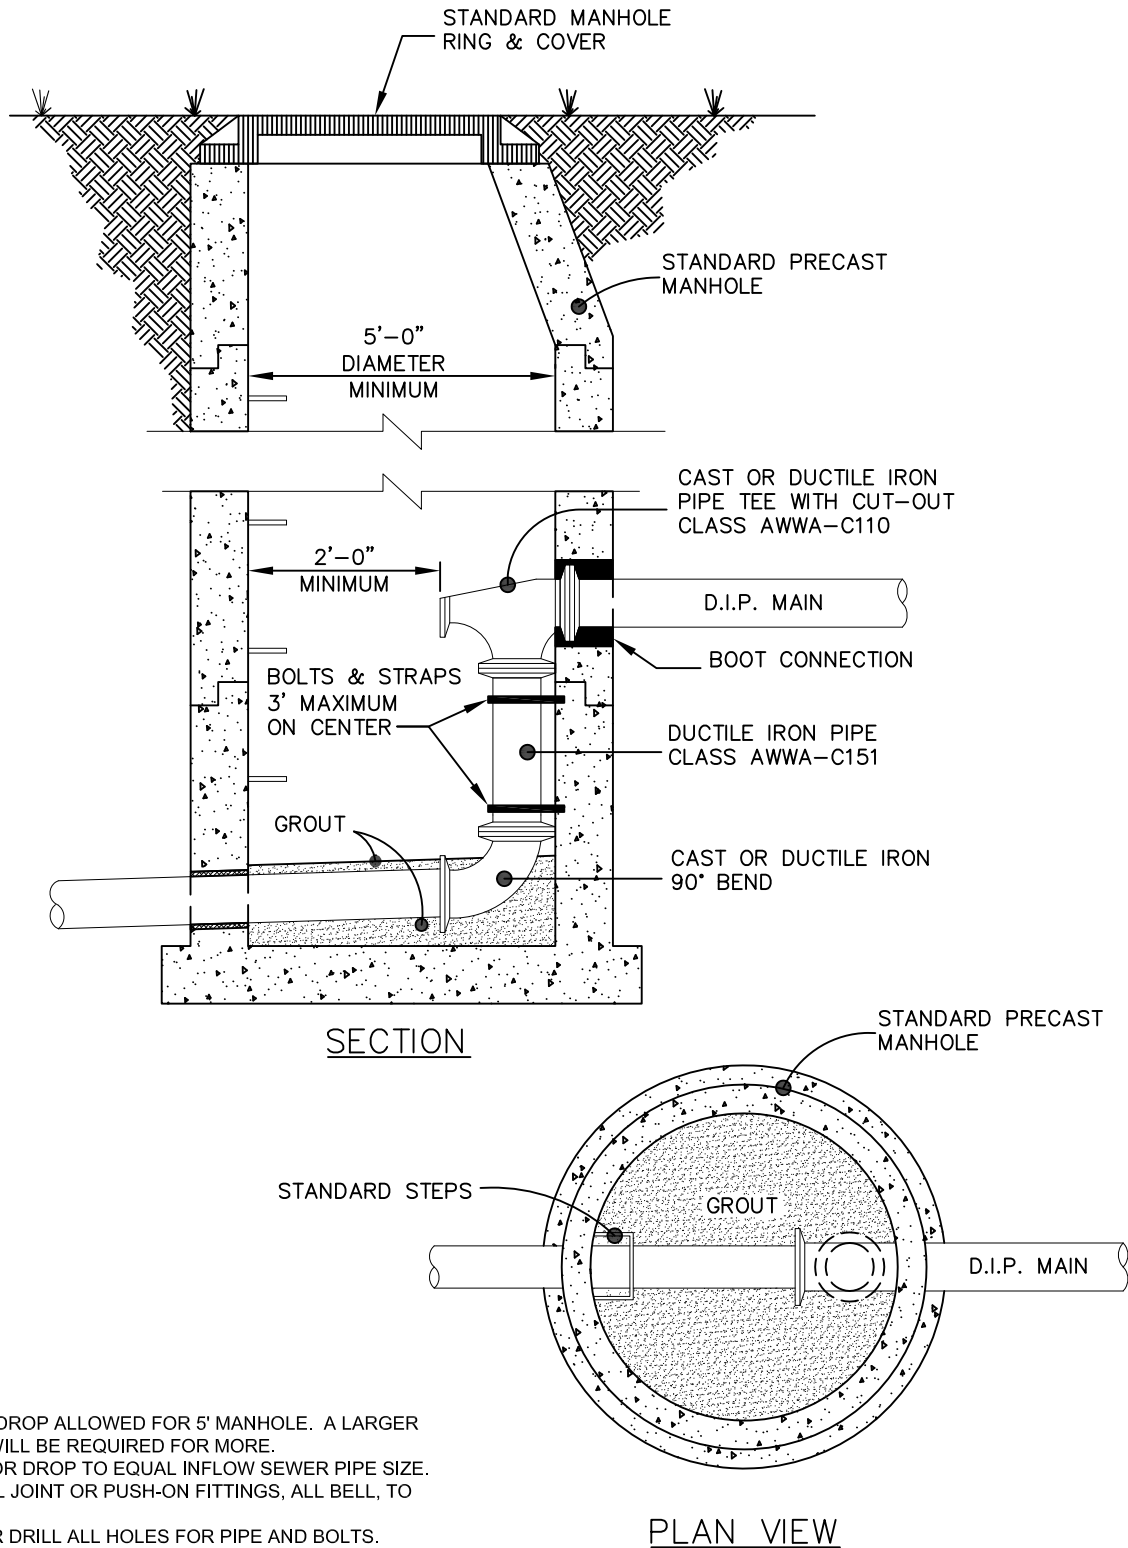 STANDARD MANHOLE
RING & COVER
STANDARD PRECAST
MANHOLE
5'-0"
DIAMETER
MINIMUM
CAST OR DUCTILE IRON
PIPE TEE WITH CUT-OUT
CLASS AWWA-C110
2'-0"
MINIMUM
D.I.P. MAIN
BOOT CONNECTION
BOLTS & STRAPS
3' MAXIMUM
ON CENTER
DUCTILE IRON PIPE
CLASS AWWA-C151
GROUT
CAST OR DUCTILE IRON
90° BEND
SECTION
STANDARD PRECAST
MANHOLE
STANDARD STEPS
GROUT
D.I.P. MAIN
DROP ALLOWED FOR 5' MANHOLE. A LARGER
WILL BE REQUIRED FOR MORE.
OR DROP TO EQUAL INFLOW SEWER PIPE SIZE.
JOINT OR PUSH-ON FITTINGS, ALL BELL, TO
DRILL ALL HOLES FOR PIPE AND BOLTS.
PLAN VIEW